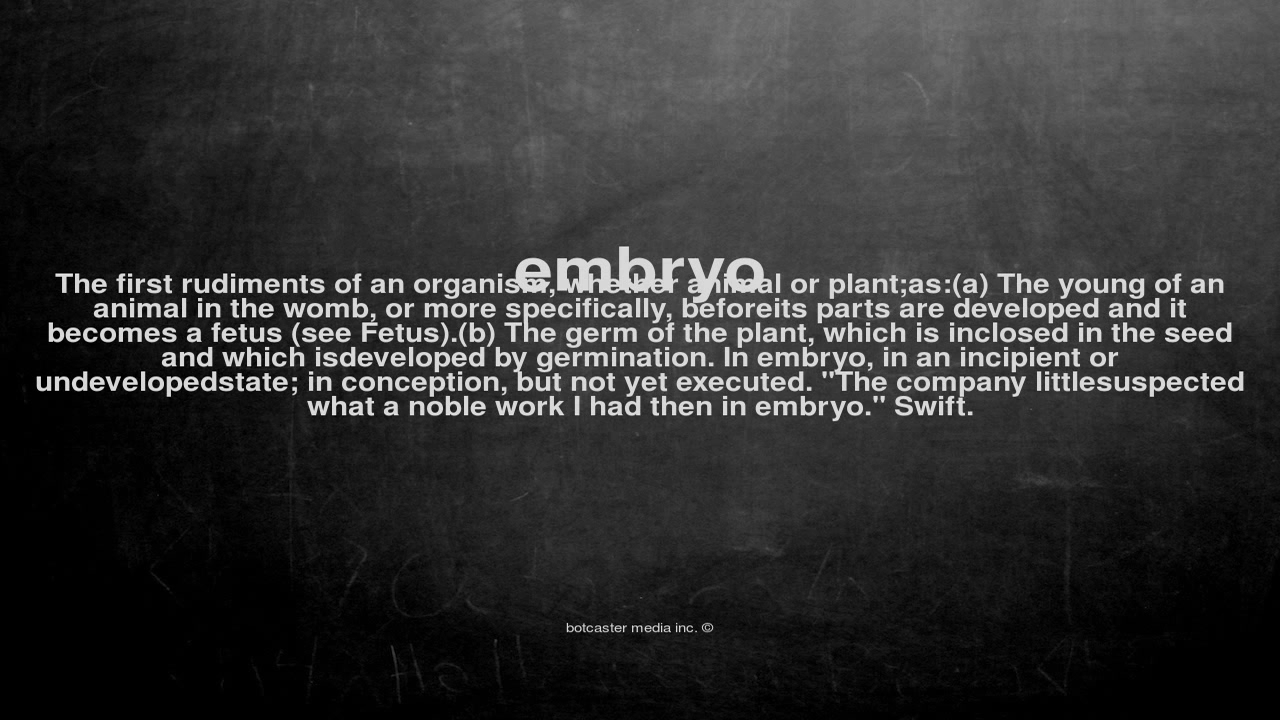 embryo
The first rudiments of an organism, whether animal or plant;as:(a) The young of an
animal in the womb, or more specifically, beforeits parts are developed and it
becomes a fetus (see Fetus).(b) The germ of the plant, which is inclosed in the seed
and which isdeveloped by germination. In embryo, in an incipient or
undevelopedstate; in conception, but not yet executed. "The company littlesuspected
what a noble work I had then in embryo." Swift.
botcaster media inc. ©